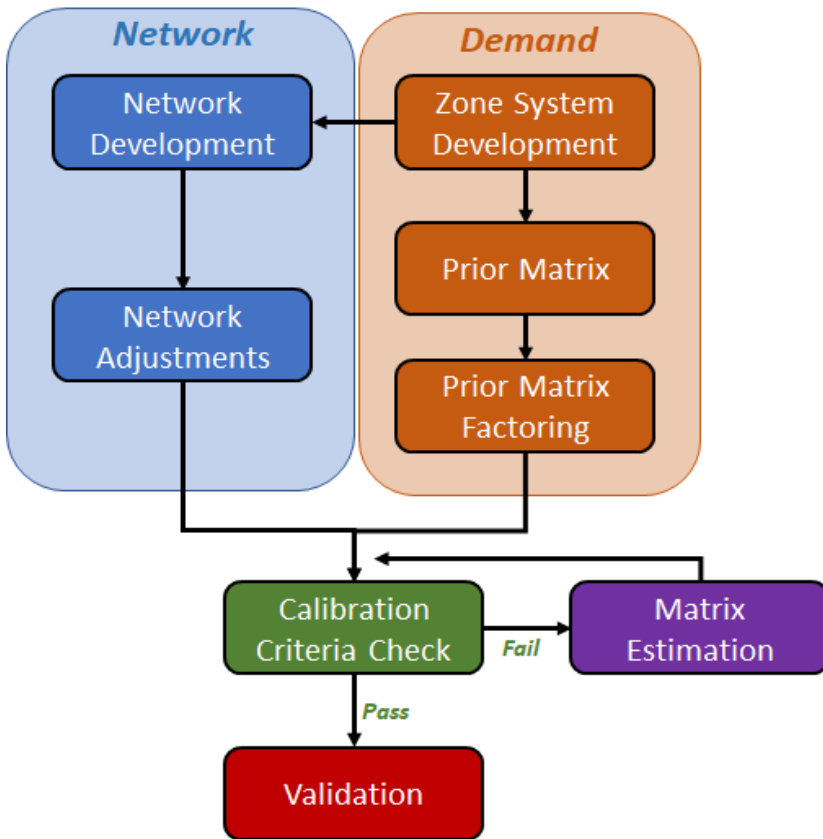 Network
Demand
Network
Development
Zone System
Development
Prior Matrix
Network
Adjustments
Prior Matrix
Factoring
Calibration
Criteria Check
Fail
Matrix
Estimation
Pass
Validation